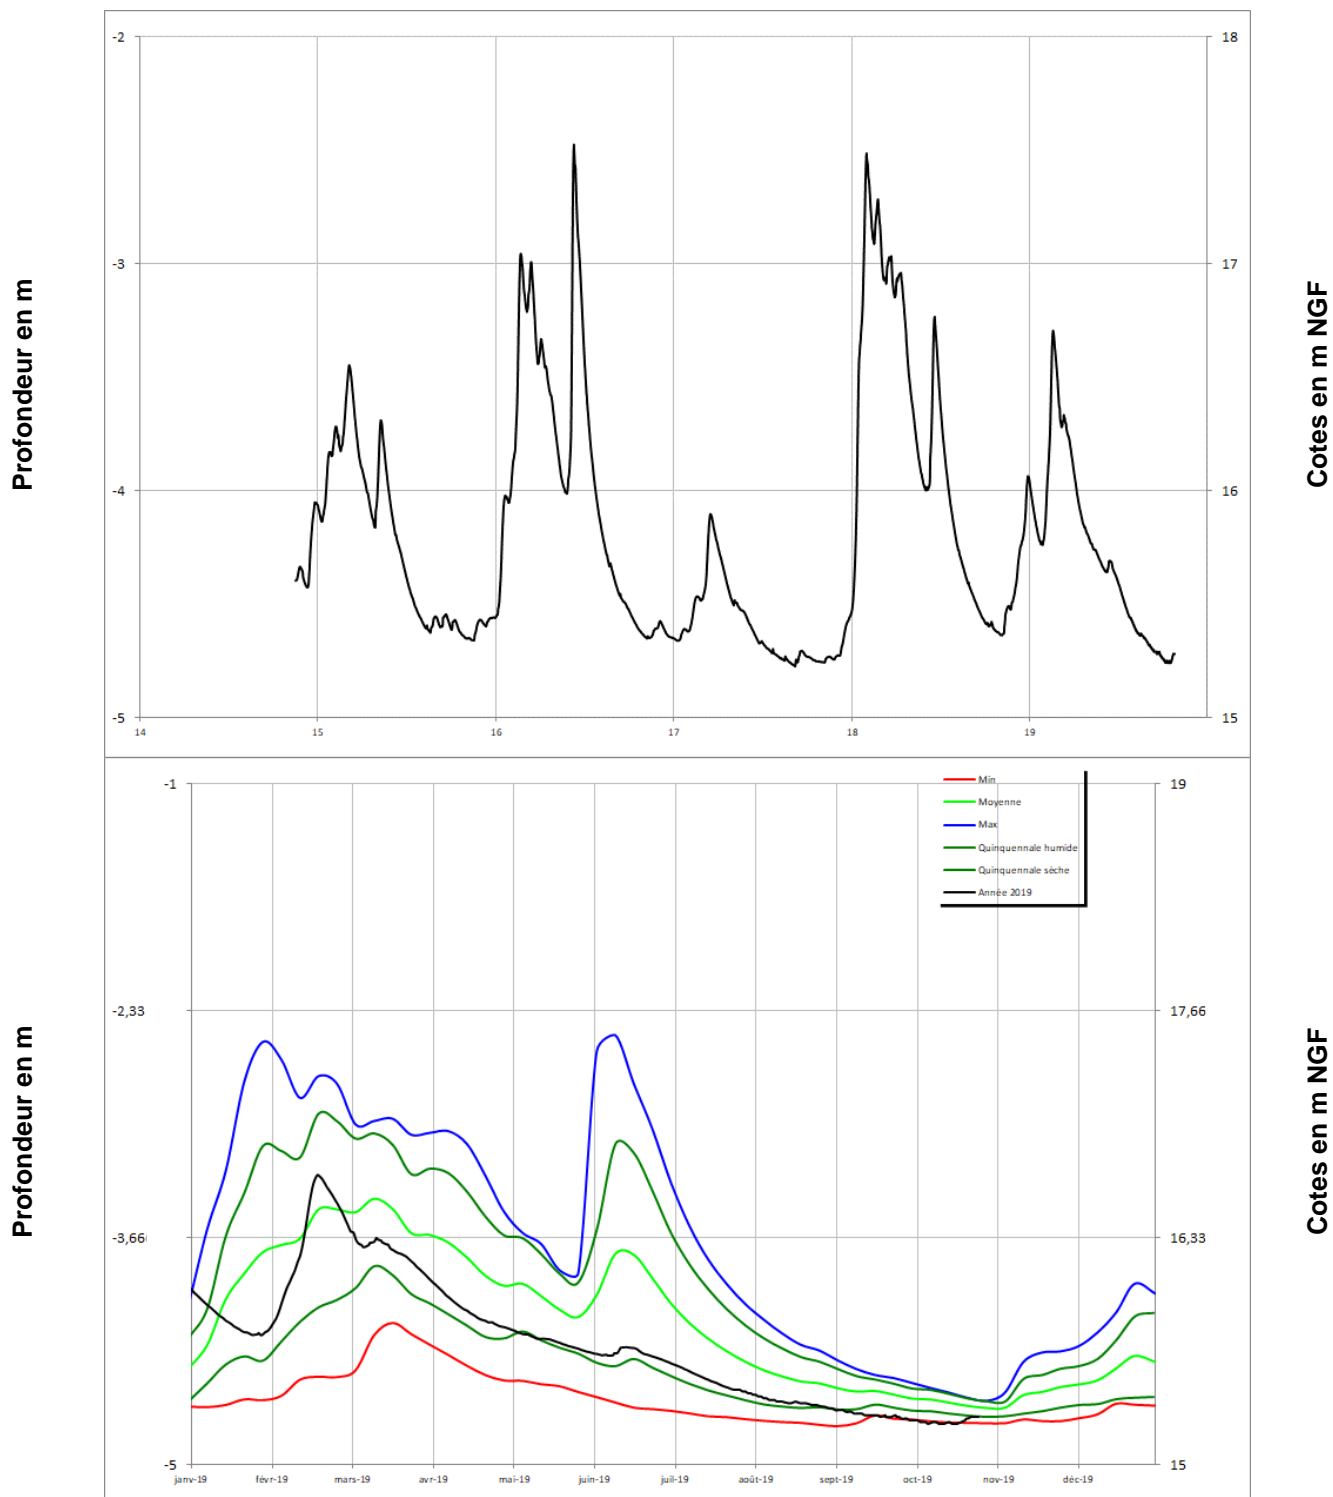 -2
18
-3
17
Profondeur en m
Cotes en m NGF
-4
16
-5
15
14
15
16
17
18
19
-1
19
Min
Moyenne
Max
Quinquennale humide
Quinquennale sèche
Année 2019
-2,33
17,66
Profondeur en m
Cotes en m NGF
-3,66
16,33
-5
15
janv-19
févr-19
mars-19
avr-19
mai-19
juin-19
juil-19
août-19
sept-19
oct-19
nov-19
déc-19